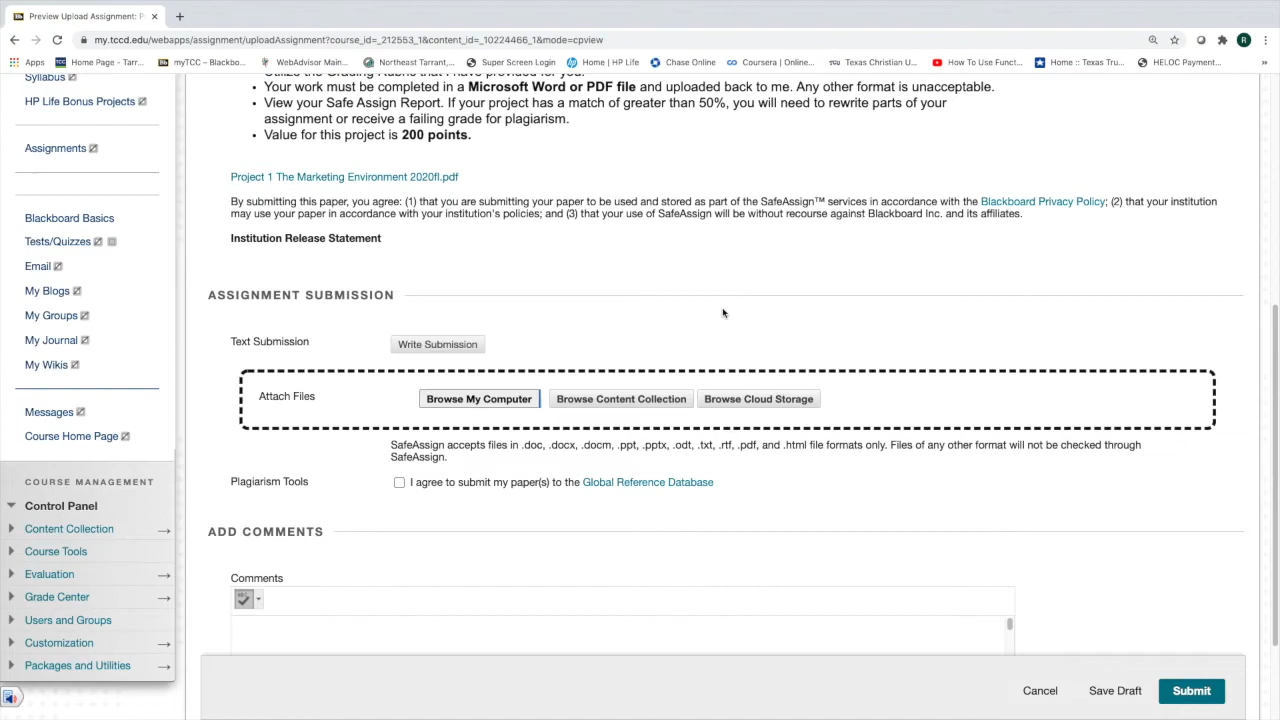 Preview Upload Assignment: P
my.tccd.edu/webapps/assignment/uploadAssignment?course_id=_212553_1&content_id=_10224466_1&mode=cpview
R
Apps
Home Page - Tarr...
myTCC – Blackbo...
WebAdvisor Main...
Northeast Tarrant,...
Super Screen Login
Home | HP Life
Chase Online
Coursera | Online...
Texas Christian U...
How To Use Funct...
Home :: Texas Tru...
HELOC Payment...
»
Syllabus
HP Life Bonus Projects
Assignments
Blackboard Basics
Tests/Quizzes
Email
My Blogs
My Groups
My Journal
My Wikis
Messages
Course Home Page
COURSE MANAGEMENT
Control Panel
Content Collection
Course Tools
Evaluation
Grade Center
Users and Groups
Customization
Packages and Utilities
Utilize the Grading Rubric that I have provided for you.
• Your work must be completed in a Microsoft Word or PDF file and uploaded back to me. Any other format is unacceptable.
• View your Safe Assign Report. If your project has a match of greater than 50%, you will need to rewrite parts of your
assignment or receive a failing grade for plagiarism.
• Value for this project is 200 points.
Project 1 The Marketing Environment 2020fl.pdf
By submitting this paper, you agree: (1) that you are submitting your paper to be used and stored as part of the SafeAssign™ services in accordance with the Blackboard Privacy Policy; (2) that your institution
may use your paper in accordance with your institution's policies; and (3) that your use of SafeAssign will be without recourse against Blackboard Inc. and its affiliates.
Institution Release Statement
ASSIGNMENT SUBMISSION
Text Submission
Write Submission
Attach Files
Browse My Computer
Browse Content Collection
Browse Cloud Storage
SafeAssign accepts files in .doc, .docx, .docm, .ppt, .pptx, .odt, .txt, .rtf, .pdf, and .html file formats only. Files of any other format will not be checked through
SafeAssign.
Plagiarism Tools
I agree to submit my paper(s) to the Global Reference Database
ADD COMMENTS
Comments
Cancel
Save Draft
Submit